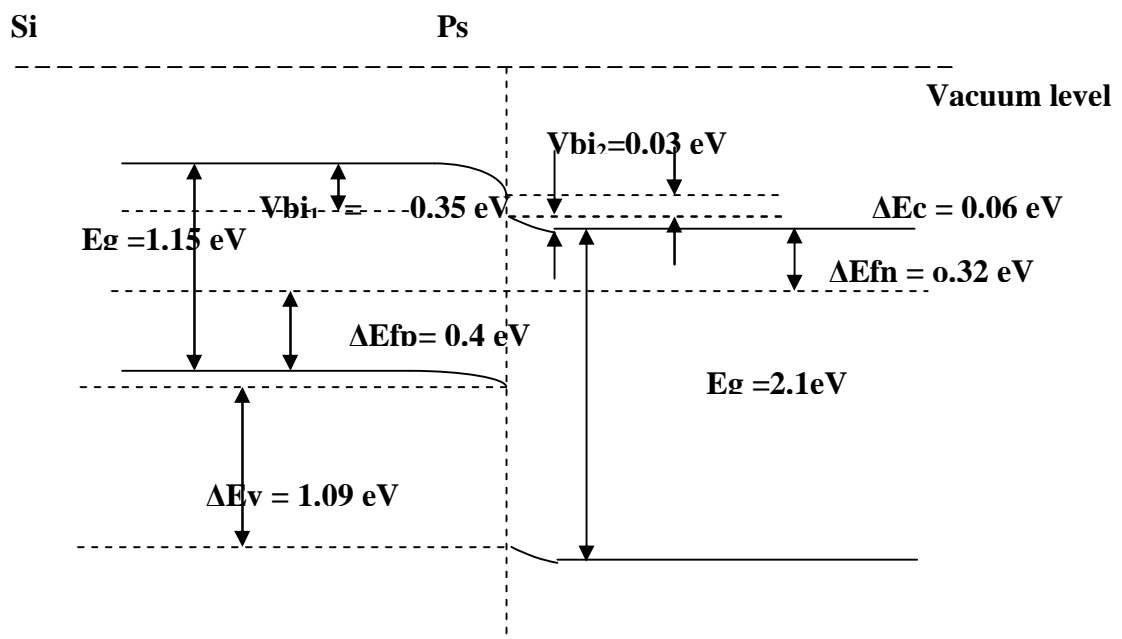 Si Ps
Vacuum level
Vbi₂=0.03 eV
Vbi₁ = 0.35 eV
ΔEc = 0.06 eV
Eg =1.15 eV
ΔEfn = o.32 eV
ΔEfp= 0.4 eV
Eg =2.1eV
ΔEv = 1.09 eV